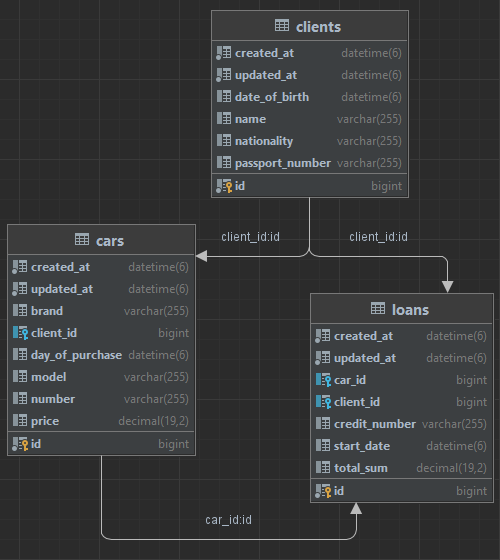 clients
created_at datetime(6)
updated_at datetime(6)
date_of_birth datetime(6)
name varchar(255)
nationality varchar(255)
passport_number varchar(255)
id bigint
client_id:id
client_id:id
cars
created_at datetime(6)
updated_at datetime(6)
brand varchar(255)
client_id bigint
day_of_purchase datetime(6)
model varchar(255)
number varchar(255)
price decimal(19,2)
id bigint
loans
created_at datetime(6)
updated_at datetime(6)
car_id bigint
client_id bigint
credit_number varchar(255)
start_date datetime(6)
total_sum decimal(19,2)
id bigint
car_id:id